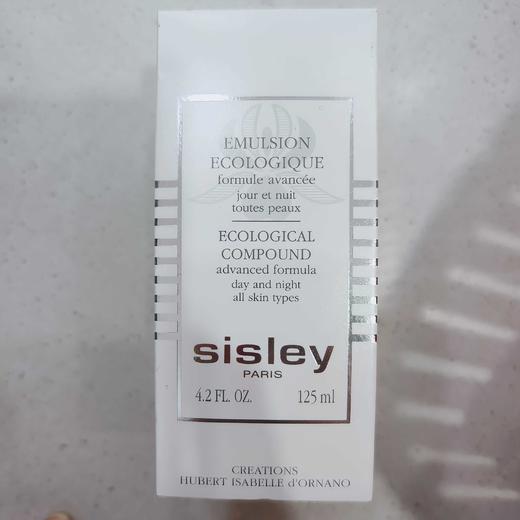 EMULSION
ECOLOGIQUE
formule avancée
jour et nuit
toutes peaux
ECOLOGICAL
COMPOUND
advanced formula
day and night
all skin types
sisley
PARIS
4.2 FL. OZ. 125 ml
CREATIONS
HUBERT ISABELLE d'ORNANO